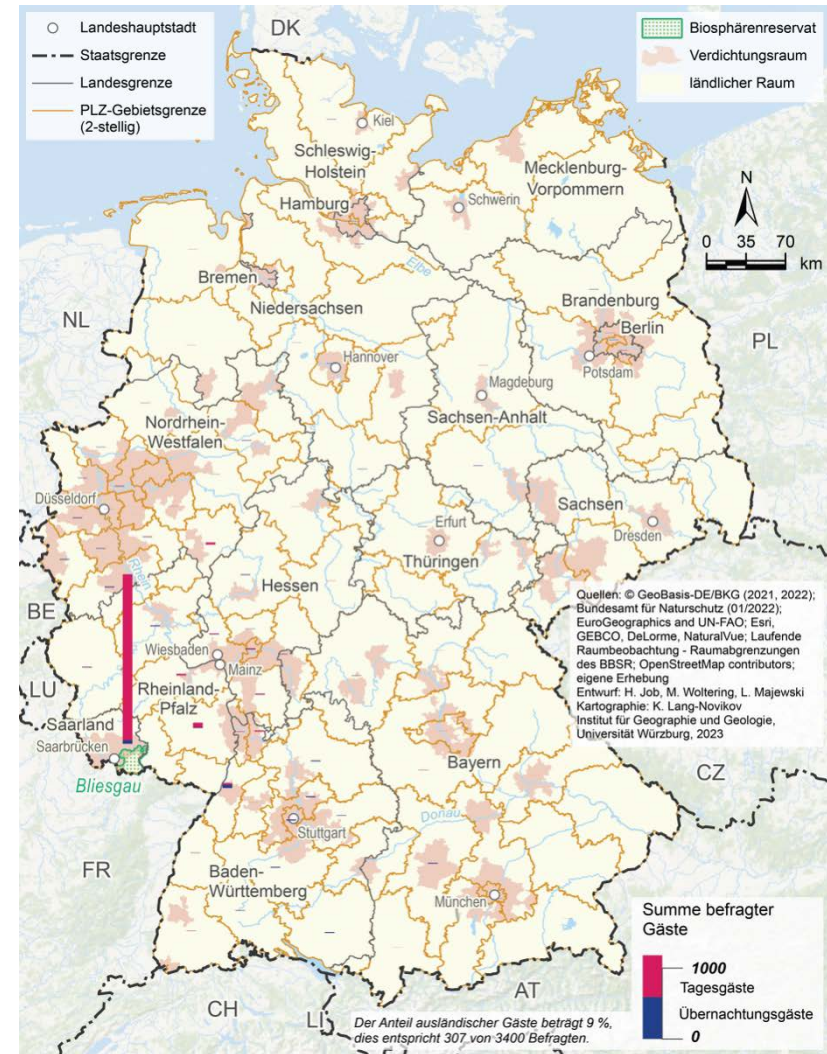 Landeshauptstadt
Staatsgrenze
Landesgrenze
PLZ-Gebietsgrenze
(2-stellig)
DK
Biosphärenreservat
Verdichtungsraum
ländlicher Raum
Kiel
Schleswig-
Holstein
Mecklenburg-
Vorpommern
Hamburg
Schwerin
N
0 35 70
km
Elbe
Bremen
Niedersachsen
Brandenburg
Berlin
NL
PL
Hannover
Potsdam
Magdeburg
Sachsen-Anhalt
Nordrhein-
Westfalen
Düsseldorf
Sachsen
Erfurt
Dresden
Thüringen
Rhein
Hessen
BE
Quellen: © GeoBasis-DE/BKG (2021, 2022);
Bundesamt für Naturschutz (01/2022);
EuroGeographics and UN-FAO; Esri,
GEBCO, DeLorme, NaturalVue; Laufende
Raumbeobachtung - Raumabgrenzungen
des BBSR; OpenStreetMap contributors;
eigene Erhebung
Entwurf: H. Job, M. Woltering, L. Majewski
Kartographie: K. Lang-Novikov
Institut für Geographie und Geologie,
Universität Würzburg, 2023
Wiesbaden
Mainz
LU
Rheinland-
Pfalz
Saarland
Saarbrücken
Bliesgau
Bayern
CZ
Donau
Stuttgart
FR
Baden-
Württemberg
München
Summe befragter
Gäste
1000
Tagesgäste
Übernachtungsgäste
0
CH
LI
AT
Der Anteil ausländischer Gäste beträgt 9 %,
dies entspricht 307 von 3400 Befragten.